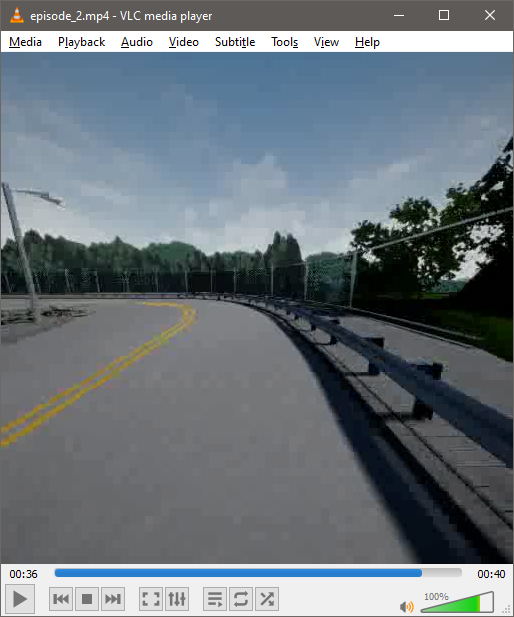 episode_2.mp4 - VLC media player
Media Playback Audio Video Subtitle Tools View Help
00:36 00:40
100%